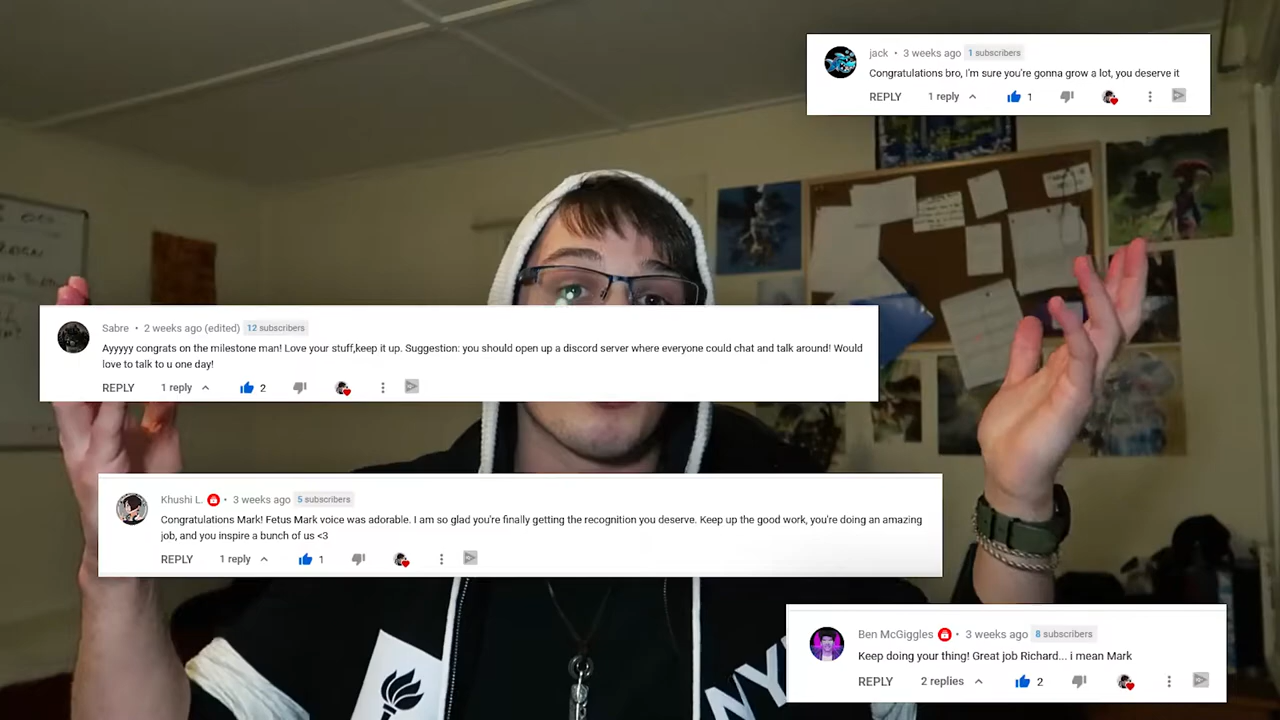 jack • 3 weeks ago 1 subscribers
Congratulations bro, I'm sure you're gonna grow a lot, you deserve it
REPLY 1 reply 1
Sabre • 2 weeks ago (edited) 12 subscribers
Ayyyyy congrats on the milestone man! Love your stuff,keep it up. Suggestion: you should open up a discord server where everyone could chat and talk around! Would
love to talk to u one day!
REPLY 1 reply 2
Khushi L. • 3 weeks ago 5 subscribers
Congratulations Mark! Fetus Mark voice was adorable. I am so glad you're finally getting the recognition you deserve. Keep up the good work, you're doing an amazing
job, and you inspire a bunch of us <3
REPLY 1 reply 1
Ben McGiggles • 3 weeks ago 8 subscribers
Keep doing your thing! Great job Richard... i mean Mark
REPLY 2 replies 2
NY